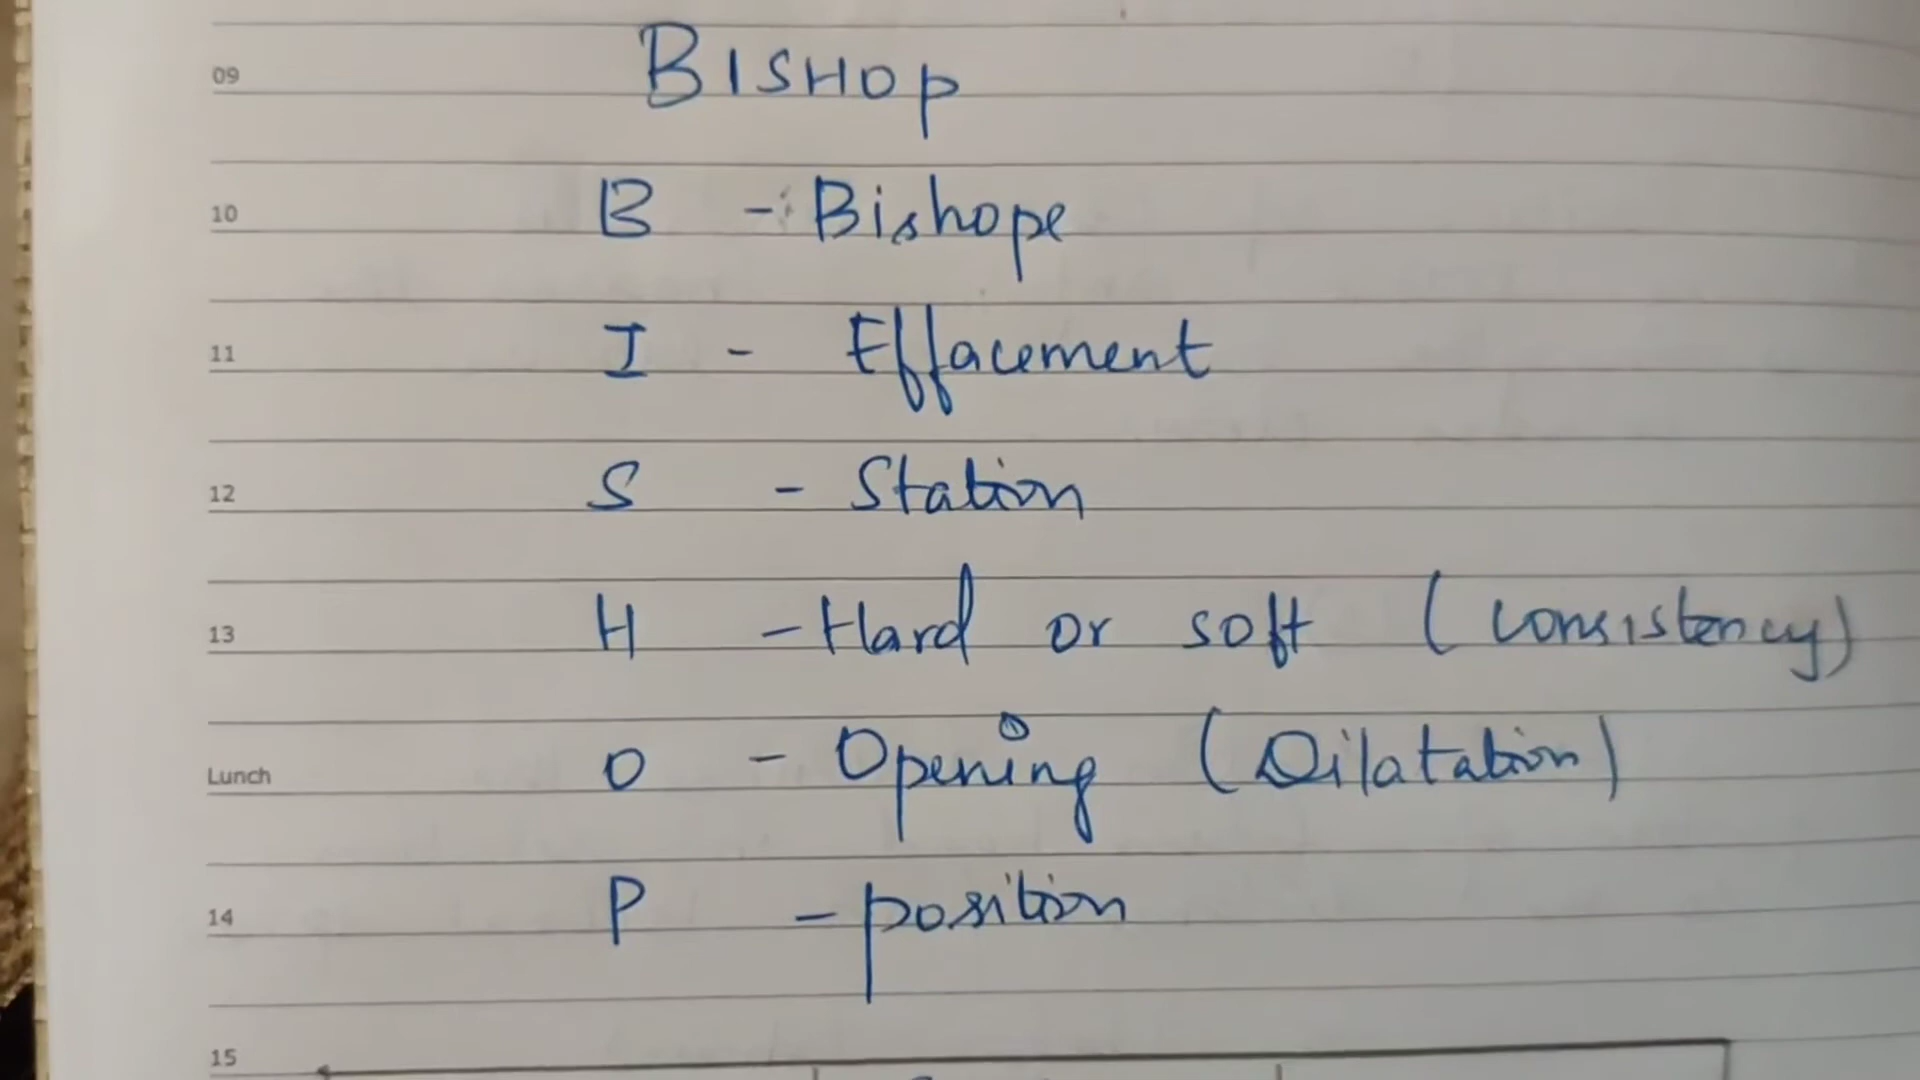 09 BISHOP
10 B - Bishope
11 I - Effacement
12 S - Station
13 H - Hard or soft (consistency)
Lunch O - Opening (Dilatation)
14 P - position
15